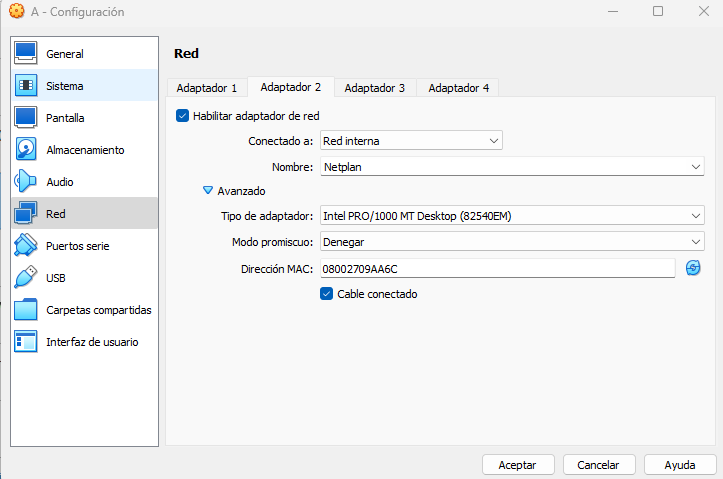 A - Configuración
General
Sistema
Pantalla
Almacenamiento
Audio
Red
Puertos serie
USB
Carpetas compartidas
Interfaz de usuario
Red
Adaptador 1 Adaptador 2 Adaptador 3 Adaptador 4
Habilitar adaptador de red
Conectado a: Red interna
Nombre: Netplan
Avanzado
Tipo de adaptador: Intel PRO/1000 MT Desktop (82540EM)
Modo promiscuo: Denegar
Dirección MAC: 08002709AA6C
Cable conectado
Aceptar Cancelar Ayuda